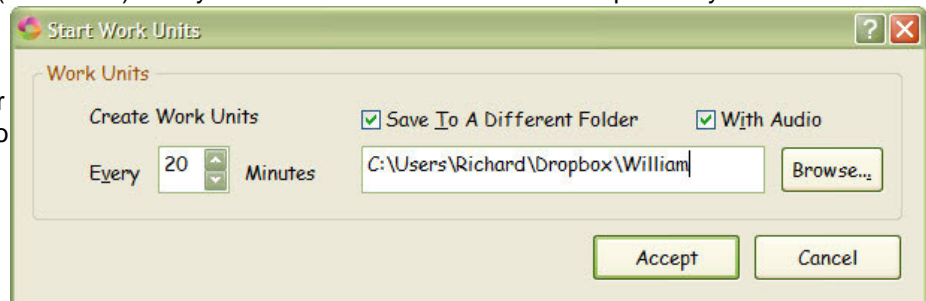 Start Work Units
Work Units
Create Work Units
Save To A Different Folder
With Audio
Every 20 Minutes
C:\Users\Richard\Dropbox\William
Browse...
Accept
Cancel